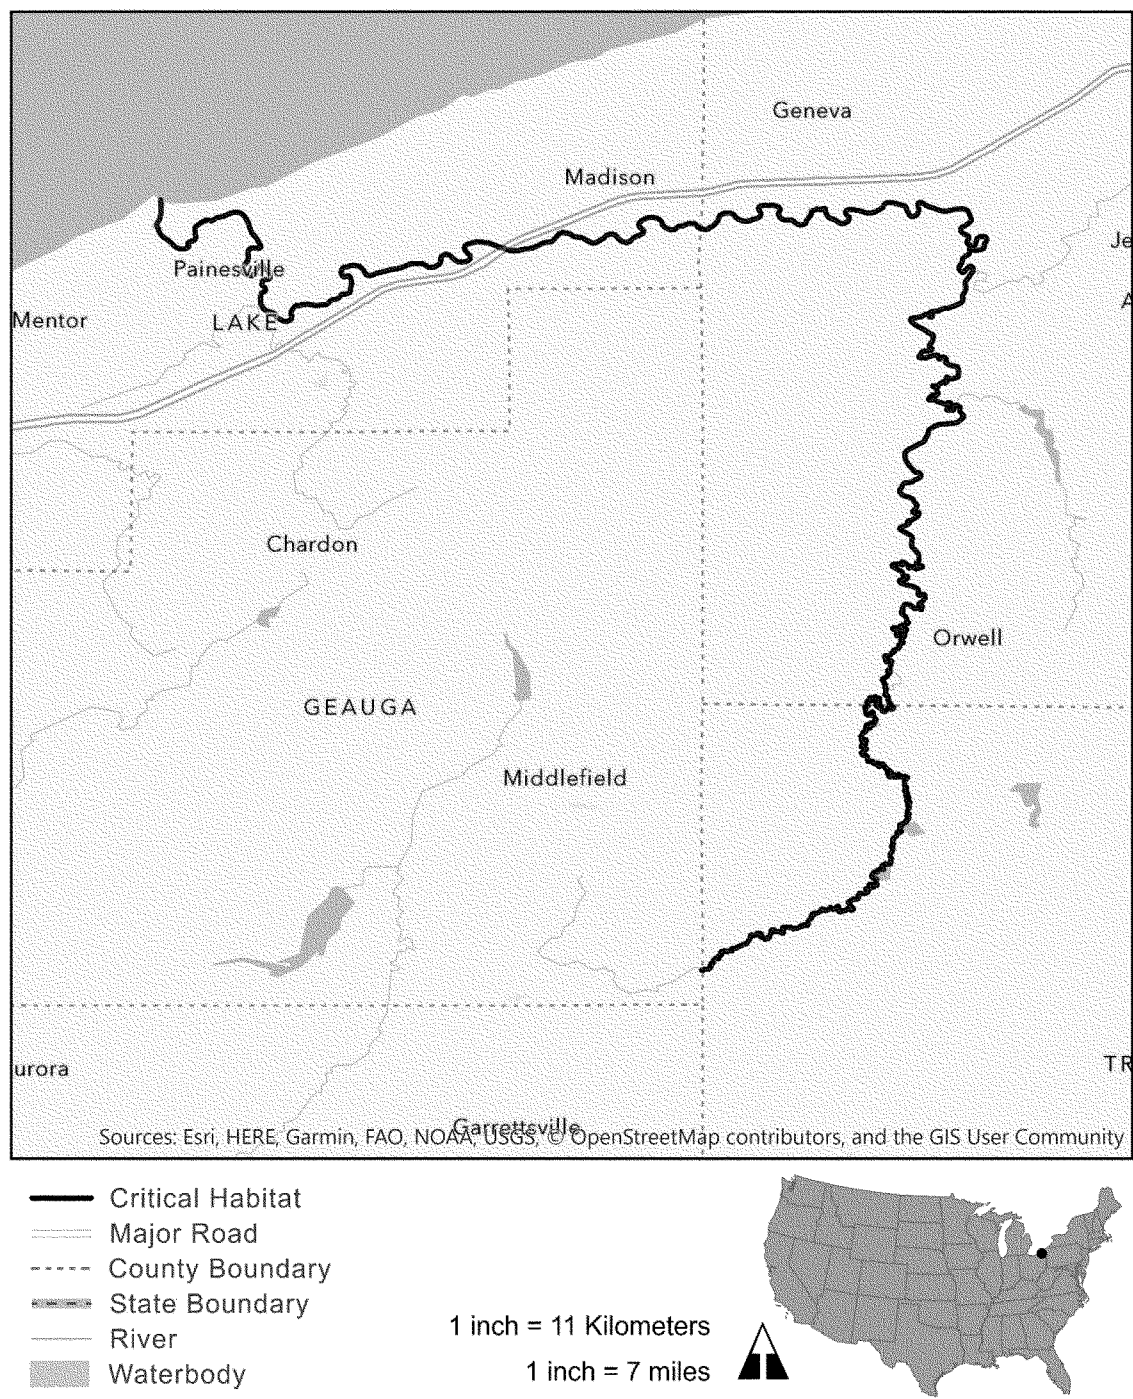 Geneva
Madison
Je
Painesville
A
Mentor
LAKE
Chardon
Orwell
GEAUGA
Middlefield
urora
TR
Garrettsville
Sources: Esri, HERE, Garmin, FAO, NOAA, USGS, © OpenStreetMap contributors, and the GIS User Community
Critical Habitat
Major Road
County Boundary
State Boundary
River
Waterbody
1 inch = 11 Kilometers
1 inch = 7 miles